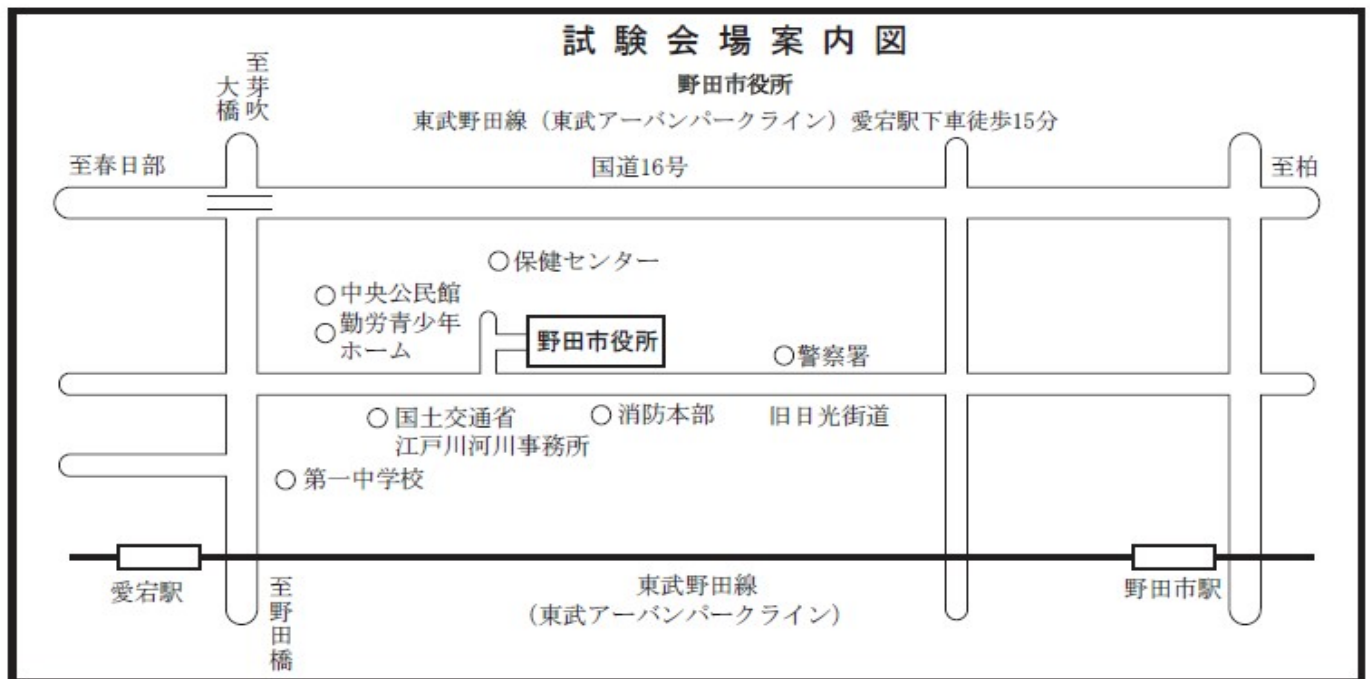 試験会場案内図
野田市役所
東武野田線（東武アーバンパークライン）愛宕駅下車徒歩15分
至芽吹
大橋
至春日部
国道16号
至柏
○保健センター
○中央公民館
○勤労青少年
ホーム
野田市役所
○警察署
○国土交通省
江戸川河川事務所
○消防本部
旧日光街道
○第一中学校
愛宕駅
至野田橋
東武野田線
（東武アーバンパークライン）
野田市駅